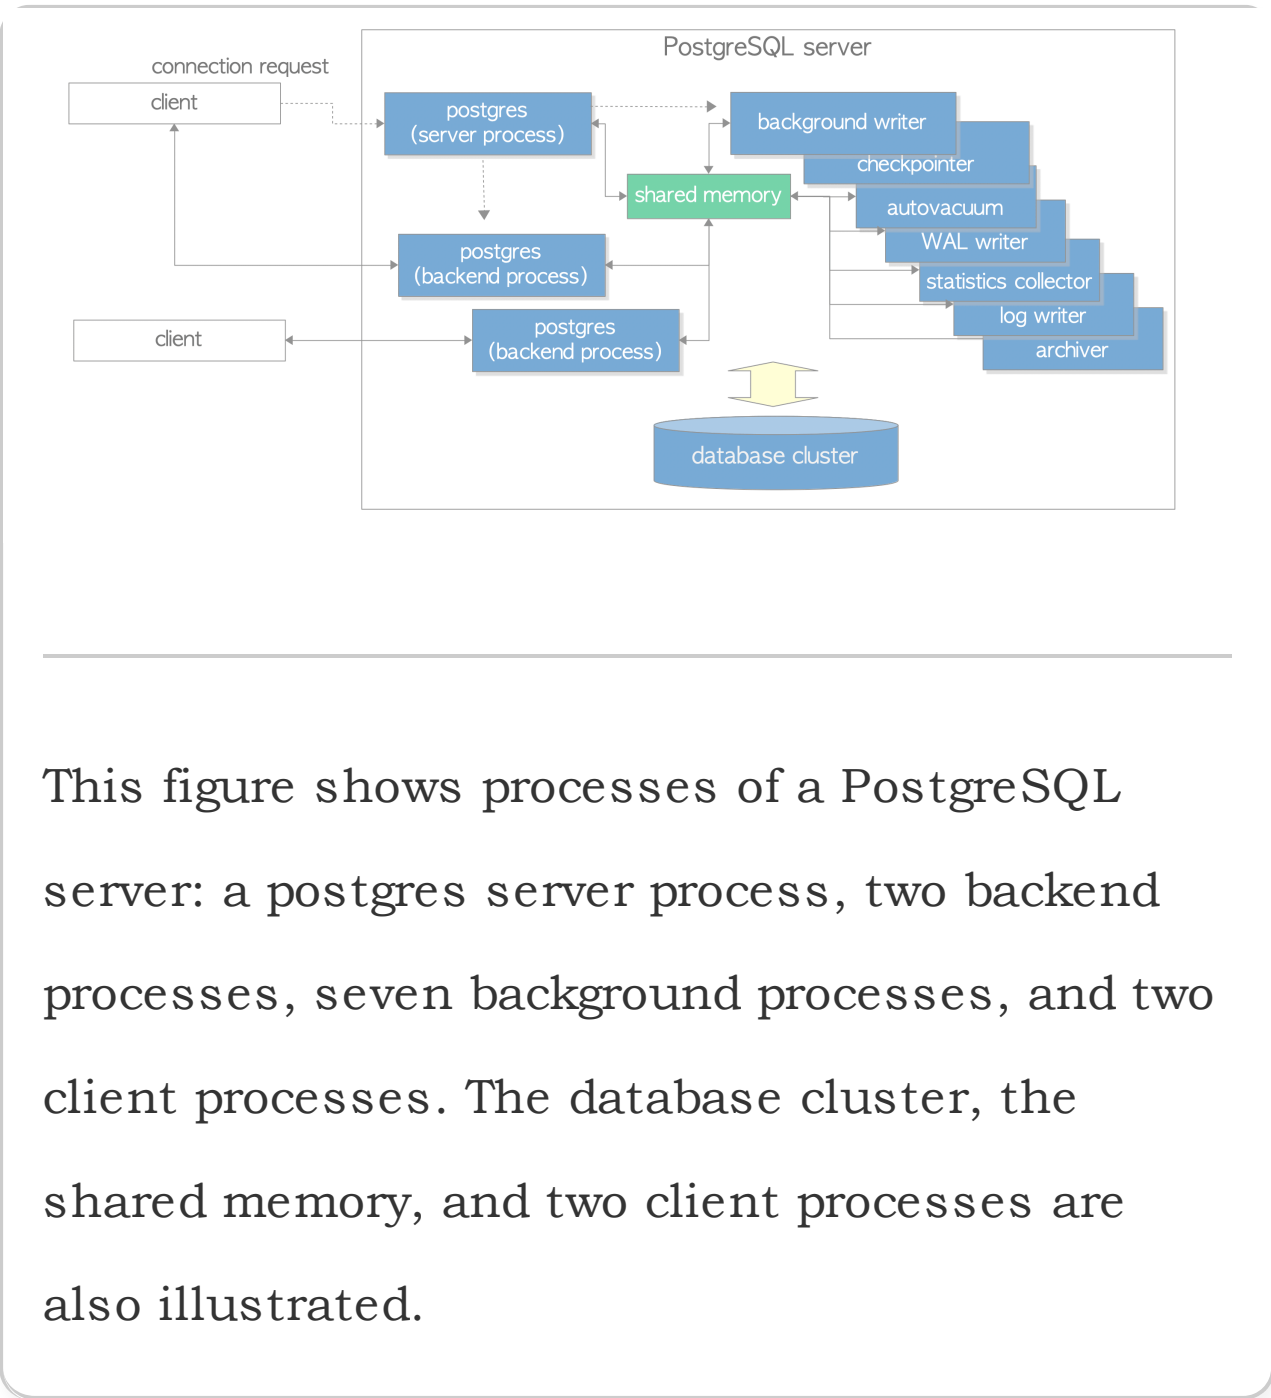 PostgreSQL server
connection request
client
postgres
(server process)
background writer
checkpointer
shared memory
autovacuum
WAL writer
postgres
(backend process)
statistics collector
log writer
client
postgres
(backend process)
archiver
database cluster
This figure shows processes of a PostgreSQL
server: a postgres server process, two backend
processes, seven background processes, and two
client processes. The database cluster, the
shared memory, and two client processes are
also illustrated.